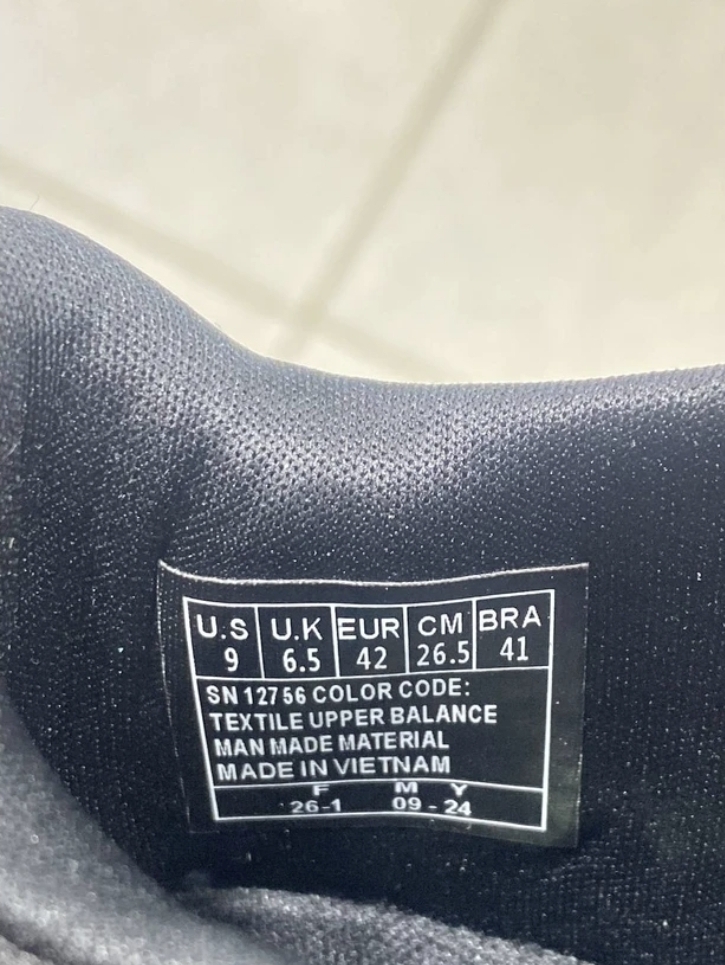 U.S U.K EUR CM BRA
9 6.5 42 26.5 41
SN 12756 COLOR CODE:
TEXTILE UPPER BALANCE
MAN MADE MATERIAL
MADE IN VIETNAM
F M Y
26-1 09 - 24